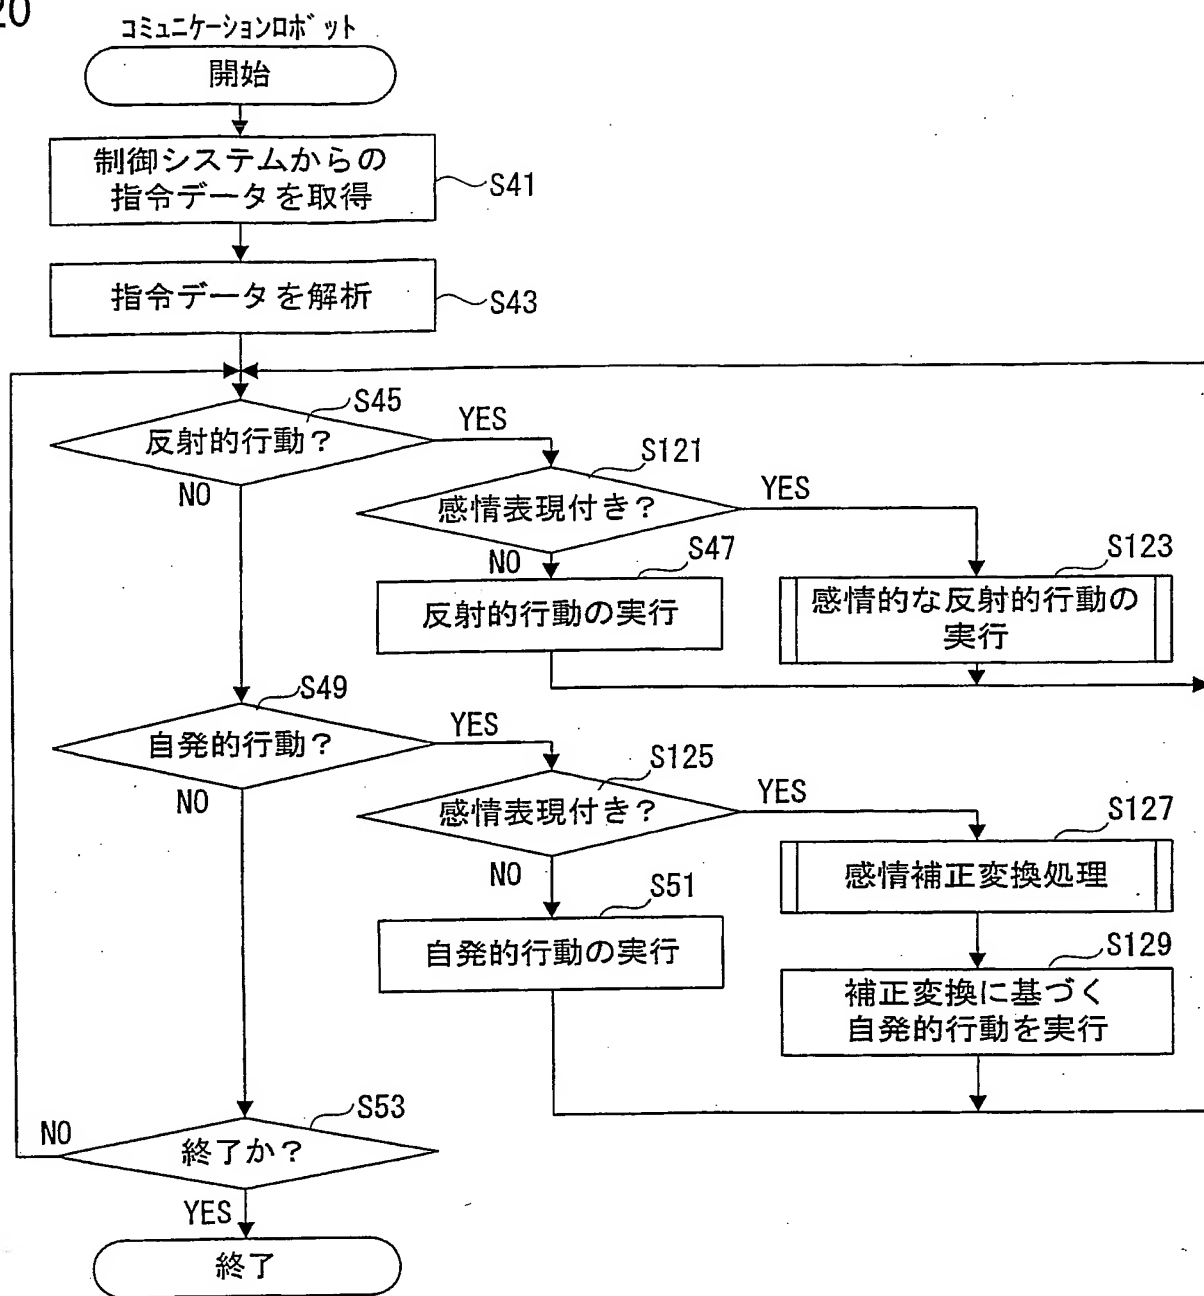 20
コミュニケーションロボット
開始
制御システムからの
指令データを取得
S41
指令データを解析
S43
S45
反射的行動?
YES
NO
S121
感情表現付き?
YES
NO
S47
反射的行動の実行
S123
感情的な反射的行動の
実行
S49
自発的行動?
YES
NO
S125
感情表現付き?
YES
NO
S127
感情補正変換処理
S51
自発的行動の実行
S129
補正変換に基づく
自発的行動を実行
S53
終了か?
NO
YES
終了